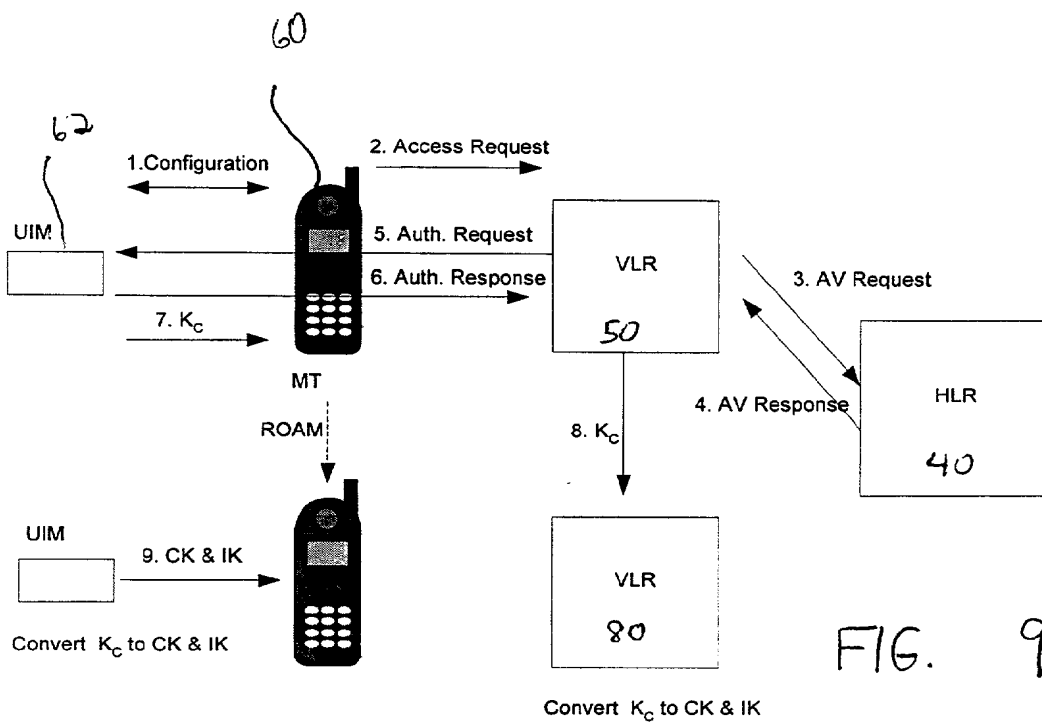 60
62
1.Configuration
2. Access Request
UIM
5. Auth. Request
VLR
50
3. AV Request
6. Auth. Response
7. KC
MT
4. AV Response
HLR
40
ROAM
8. KC
UIM
9. CK & IK
VLR
80
Convert KC to CK & IK
FIG. 9
Convert KC to CK & IK